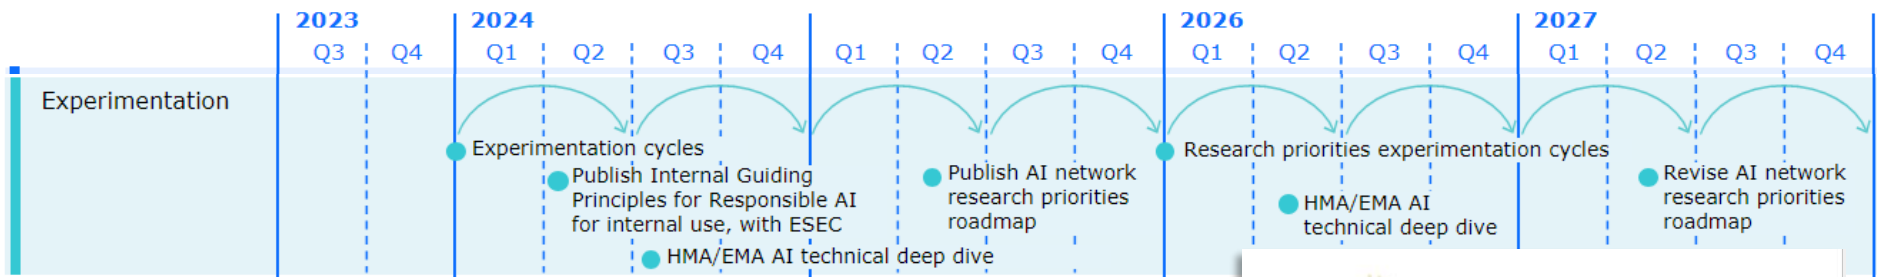 2023 2024 2026 2027
Q3 Q4 Q1 Q2 Q3 Q4 Q1 Q2 Q3 Q4 Q1 Q2 Q3 Q4 Q1 Q2 Q3 Q4
Experimentation
Experimentation cycles
Publish Internal Guiding
Principles for Responsible AI
for internal use, with ESEC
HMA/EMA AI technical deep dive
Publish AI network
research priorities
roadmap
Research priorities experimentation cycles
HMA/EMA AI
technical deep dive
Revise AI network
research priorities
roadmap